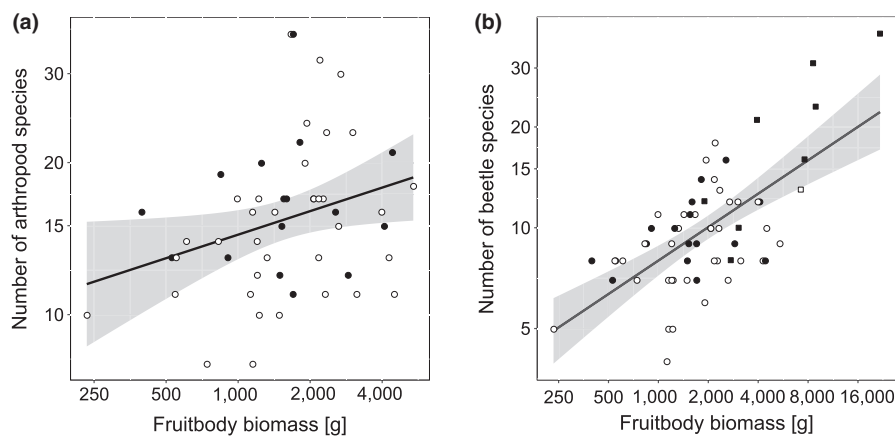 (a)
Number of arthropod species
30
20
15
10
250 500 1,000 2,000 4,000
Fruitbody biomass [g]
(b)
Number of beetle species
30
20
15
10
5
250 500 1,000 2,000 4,000 8,000 16,000
Fruitbody biomass [g]